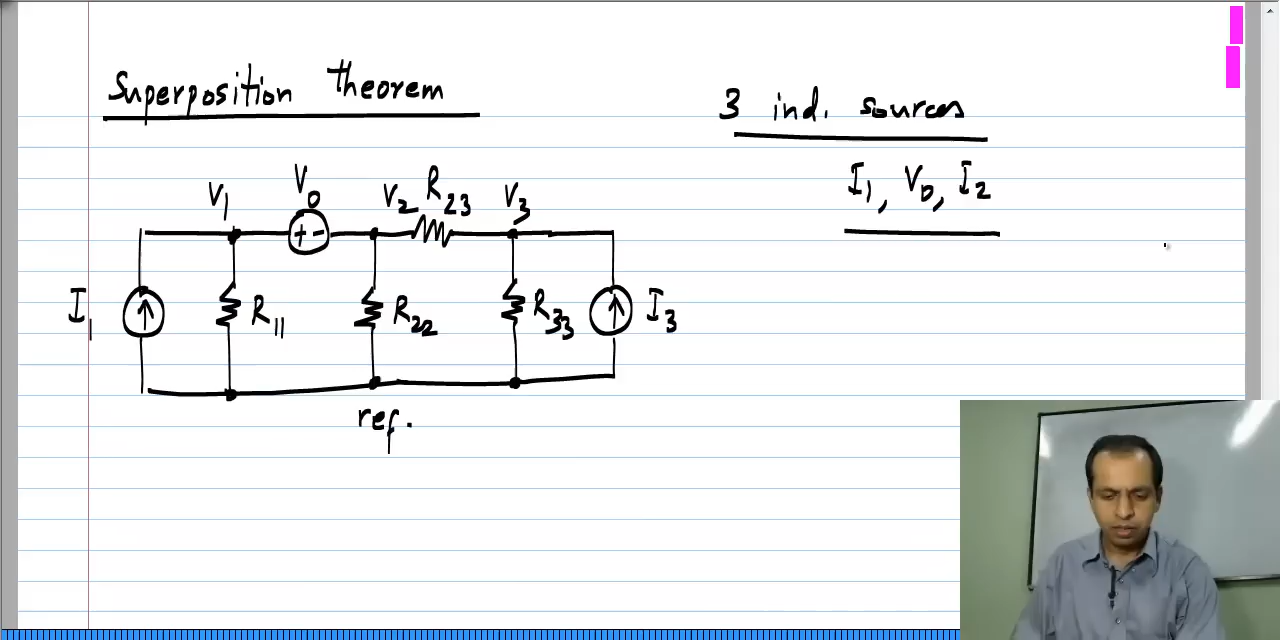 Superposition Theorem
3 ind. sources
I1, V0, I2
V1 V0 V2 R23 V3
+ -
I1 R11 R22 R33 I3
ref.